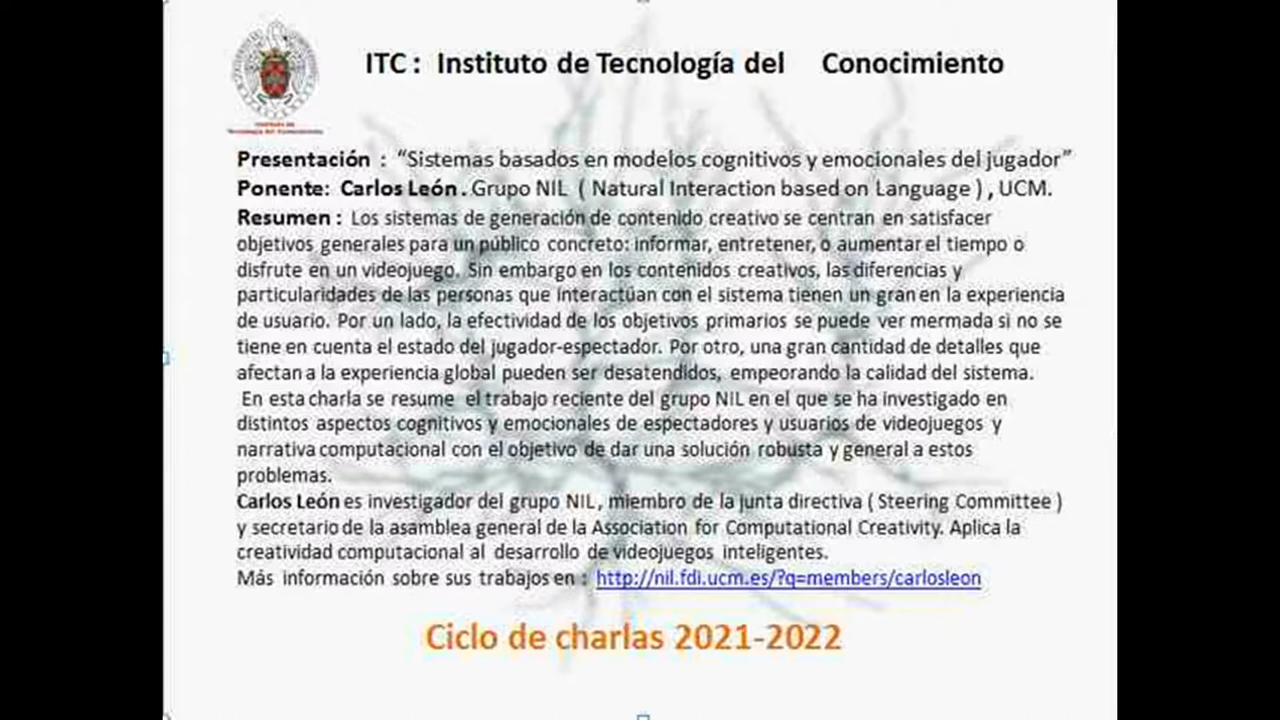 ITC : Instituto de Tecnología del Conocimiento
Instituto de
Tecnología del Conocimiento
Presentación : “Sistemas basados en modelos cognitivos y emocionales del jugador”
Ponente: Carlos León . Grupo NIL ( Natural Interaction based on Language ) , UCM.
Resumen : Los sistemas de generación de contenido creativo se centran en satisfacer
objetivos generales para un público concreto: informar, entretener, o aumentar el tiempo o
disfrute en un videojuego. Sin embargo en los contenidos creativos, las diferencias y
particularidades de las personas que interactúan con el sistema tienen un gran en la experiencia
de usuario. Por un lado, la efectividad de los objetivos primarios se puede ver mermada si no se
tiene en cuenta el estado del jugador-espectador. Por otro, una gran cantidad de detalles que
afectan a la experiencia global pueden ser desatendidos, empeorando la calidad del sistema.
En esta charla se resume el trabajo reciente del grupo NIL en el que se ha investigado en
distintos aspectos cognitivos y emocionales de espectadores y usuarios de videojuegos y
narrativa computacional con el objetivo de dar una solución robusta y general a estos
problemas.
Carlos León es investigador del grupo NIL, miembro de la junta directiva ( Steering Committee )
y secretario de la asamblea general de la Association for Computational Creativity. Aplica la
creatividad computacional al desarrollo de videojuegos inteligentes.
Más información sobre sus trabajos en : http://nil.fdi.ucm.es/?q=members/carlosleon
Ciclo de charlas 2021-2022